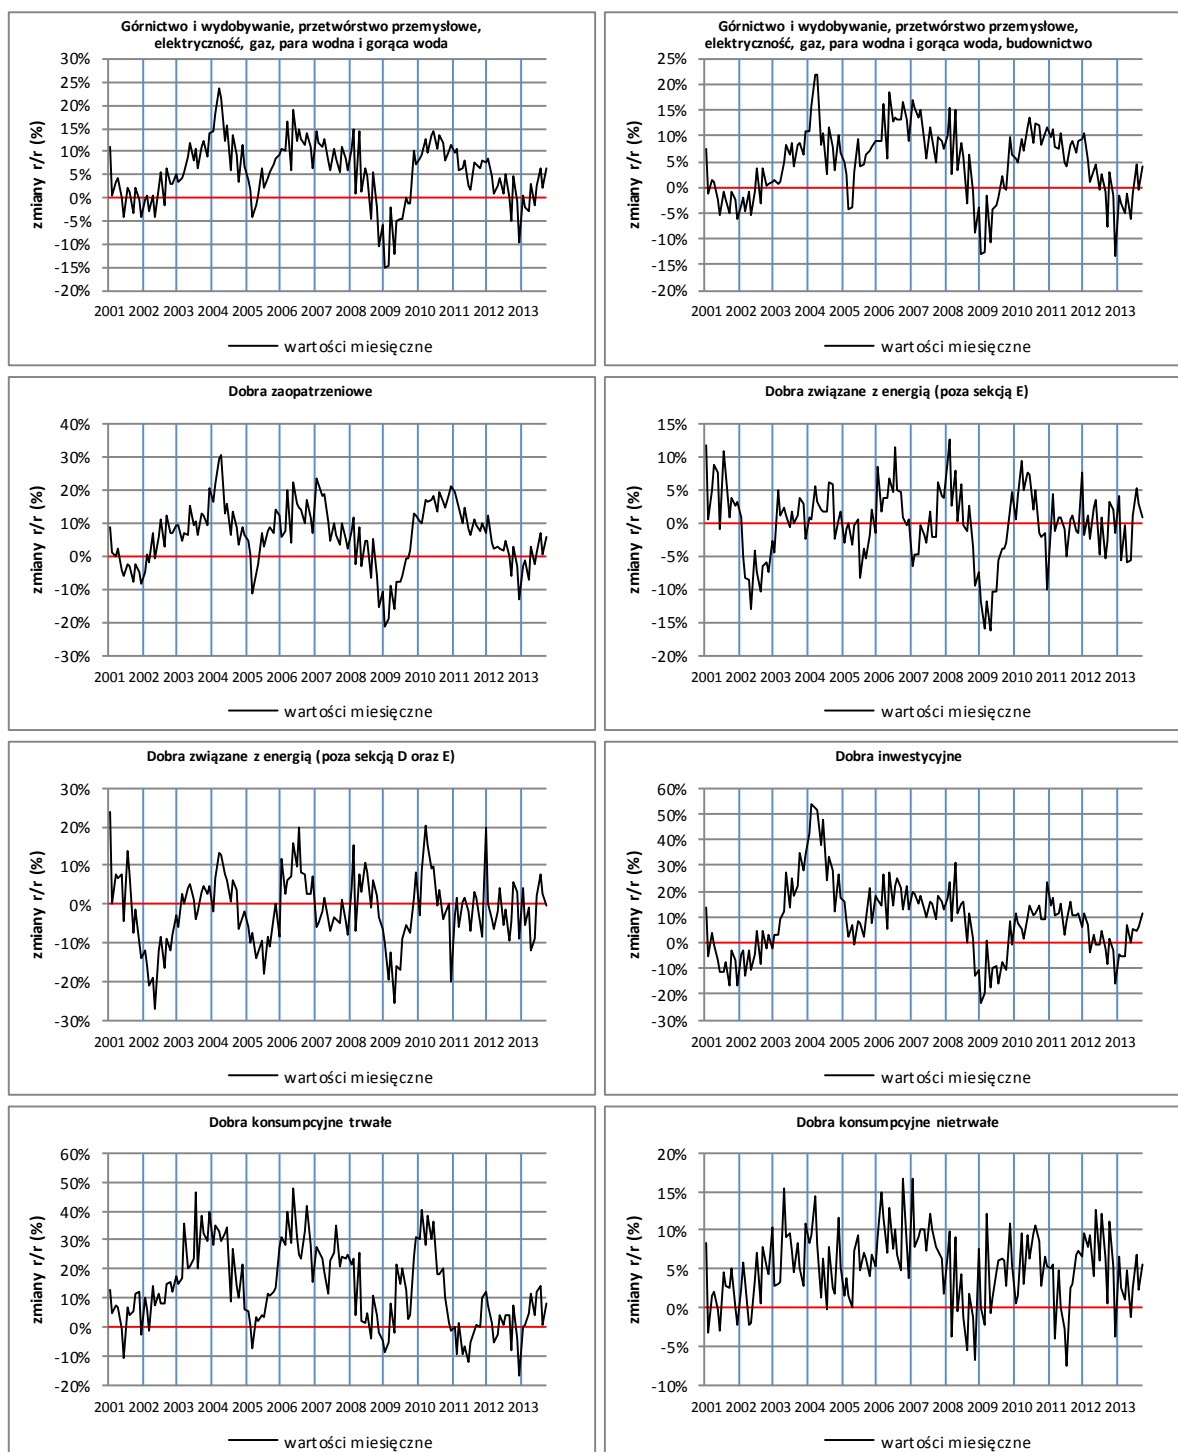 Górnictwo i wydobywanie, przetwórstwo przemysłowe,
elektryczność, gaz, para wodna i gorąca woda
zmiany r/r (%)
30%
25%
20%
15%
10%
5%
0%
-5%
-10%
-15%
-20%
2001 2002 2003 2004 2005 2006 2007 2008 2009 2010 2011 2012 2013
wartości miesięczne
Górnictwo i wydobywanie, przetwórstwo przemysłowe,
elektryczność, gaz, para wodna i gorąca woda, budownictwo
zmiany r/r (%)
25%
20%
15%
10%
5%
0%
-5%
-10%
-15%
-20%
2001 2002 2003 2004 2005 2006 2007 2008 2009 2010 2011 2012 2013
wartości miesięczne
Dobra zaopatrzeniowe
zmiany r/r (%)
40%
30%
20%
10%
0%
-10%
-20%
-30%
2001 2002 2003 2004 2005 2006 2007 2008 2009 2010 2011 2012 2013
wartości miesięczne
Dobra związane z energią (poza sekcją E)
zmiany r/r (%)
15%
10%
5%
0%
-5%
-10%
-15%
-20%
2001 2002 2003 2004 2005 2006 2007 2008 2009 2010 2011 2012 2013
wartości miesięczne
Dobra związane z energią (poza sekcją D oraz E)
zmiany r/r (%)
30%
20%
10%
0%
-10%
-20%
-30%
2001 2002 2003 2004 2005 2006 2007 2008 2009 2010 2011 2012 2013
wartości miesięczne
Dobra inwestycyjne
zmiany r/r (%)
60%
50%
40%
30%
20%
10%
0%
-10%
-20%
-30%
2001 2002 2003 2004 2005 2006 2007 2008 2009 2010 2011 2012 2013
wartości miesięczne
Dobra konsumpcyjne trwałe
zmiany r/r (%)
60%
50%
40%
30%
20%
10%
0%
-10%
-20%
2001 2002 2003 2004 2005 2006 2007 2008 2009 2010 2011 2012 2013
wartości miesięczne
Dobra konsumpcyjne nietrwałe
zmiany r/r (%)
20%
15%
10%
5%
0%
-5%
-10%
2001 2002 2003 2004 2005 2006 2007 2008 2009 2010 2011 2012 2013
wartości miesięczne